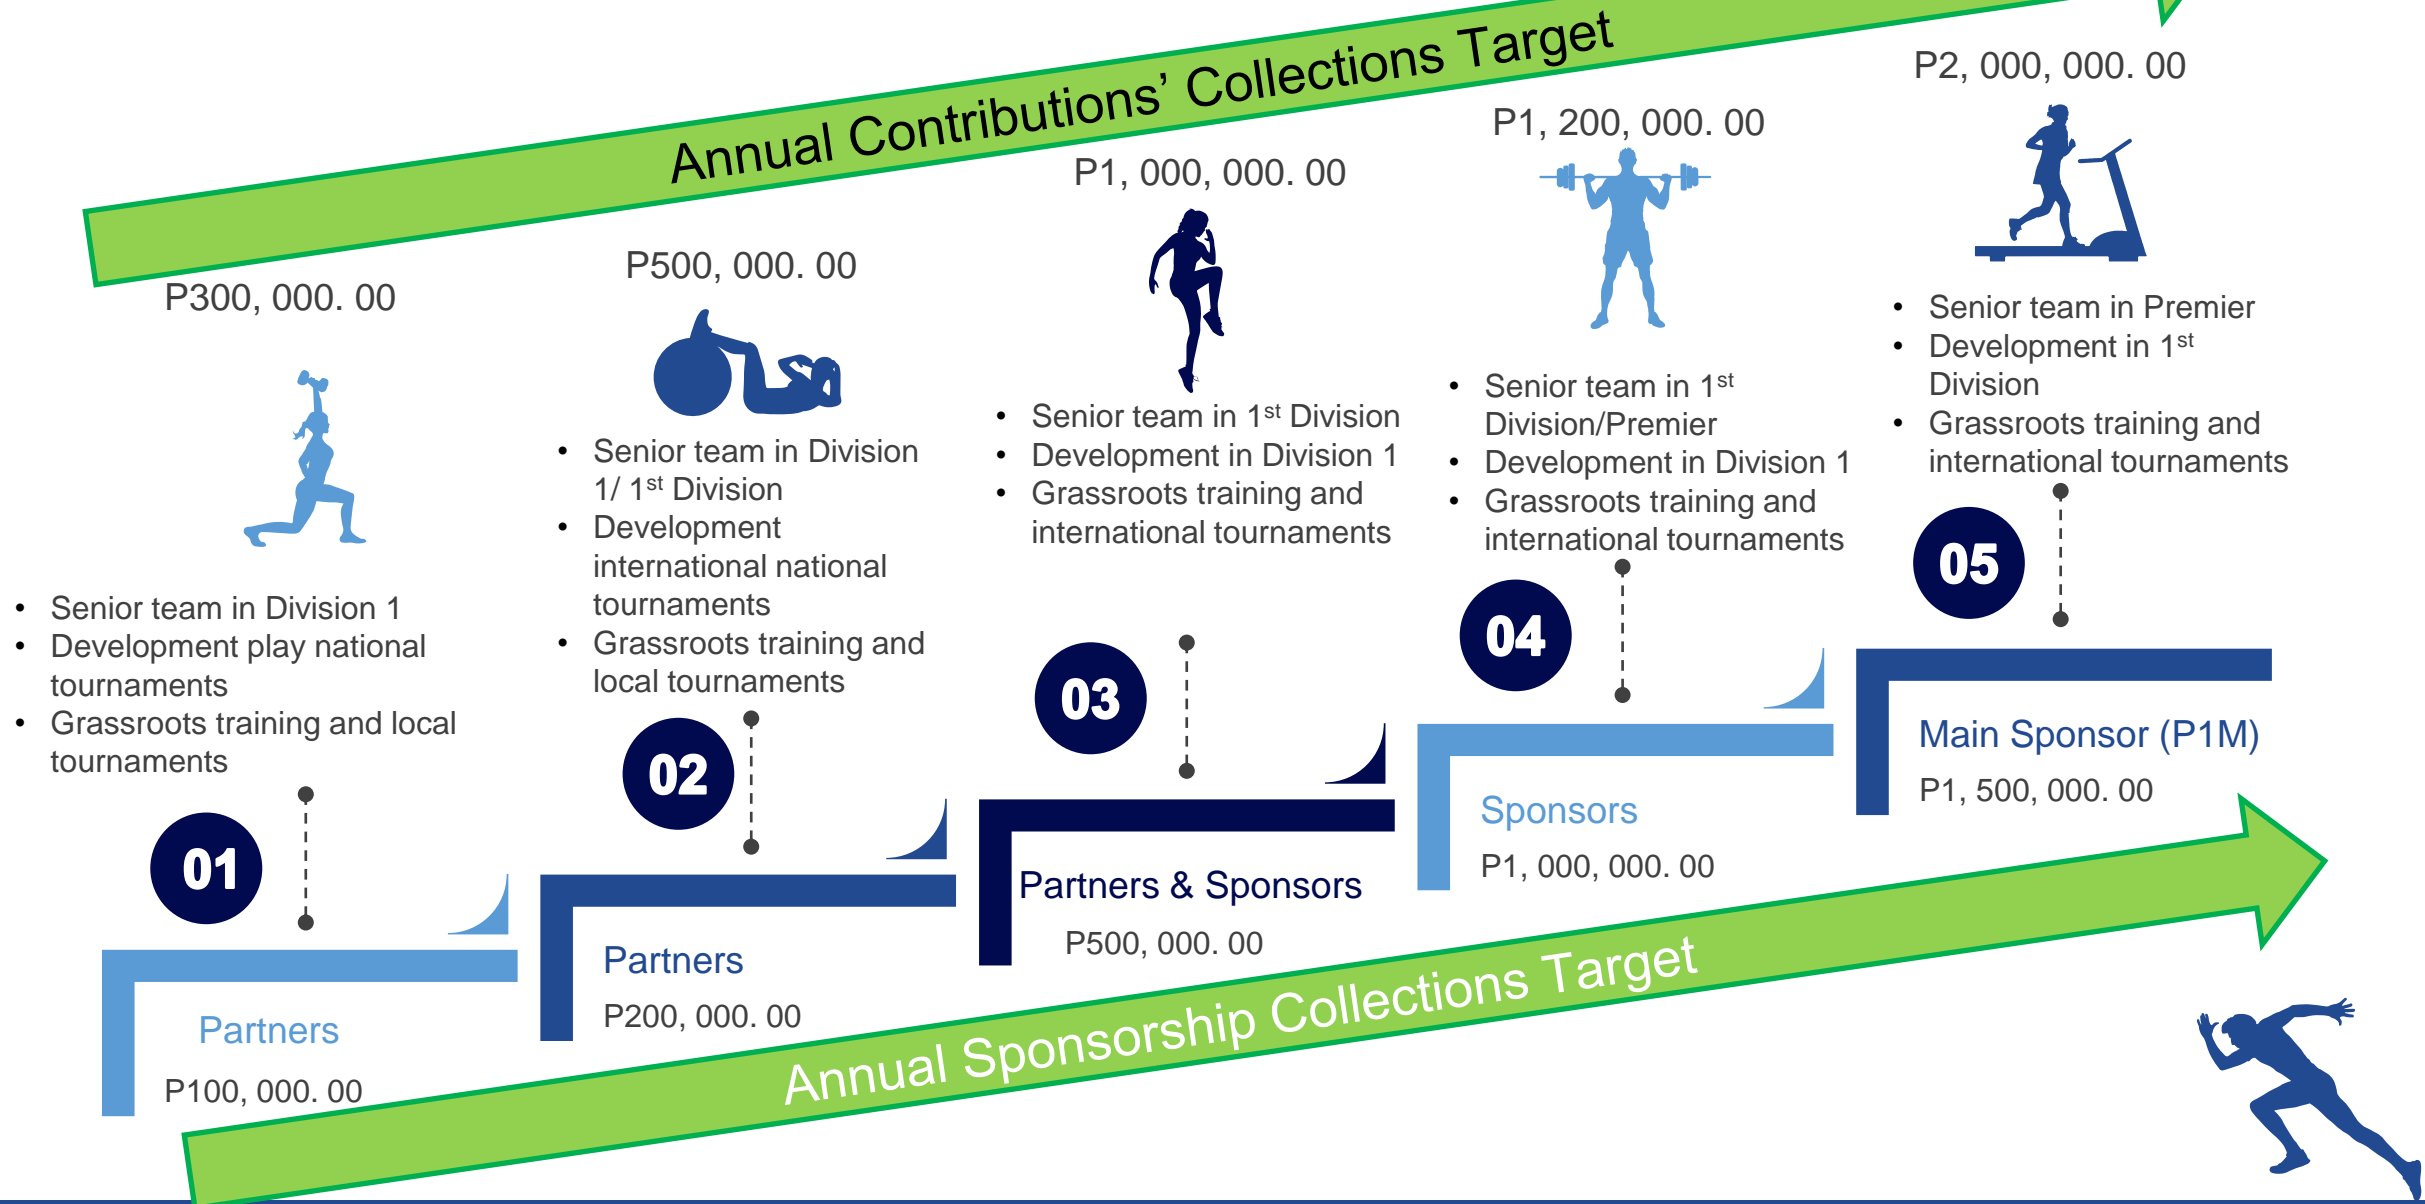 Annual Contributions’ Collections Target
P300, 000. 00
• Senior team in Division 1
• Development play national
tournaments
• Grassroots training and local
tournaments
01
Partners
P100, 000. 00
P500, 000. 00
• Senior team in Division
1/ 1st Division
• Development
international national
tournaments
• Grassroots training and
local tournaments
02
Partners
P200, 000. 00
P1, 000, 000. 00
• Senior team in 1st Division
• Development in Division 1
• Grassroots training and
international tournaments
03
Partners & Sponsors
P500, 000. 00
P1, 200, 000. 00
• Senior team in 1st
Division/Premier
• Development in Division 1
• Grassroots training and
international tournaments
04
Sponsors
P1, 000, 000. 00
P2, 000, 000. 00
• Senior team in Premier
• Development in 1st
Division
• Grassroots training and
international tournaments
05
Main Sponsor (P1M)
P1, 500, 000. 00
Annual Sponsorship Collections Target